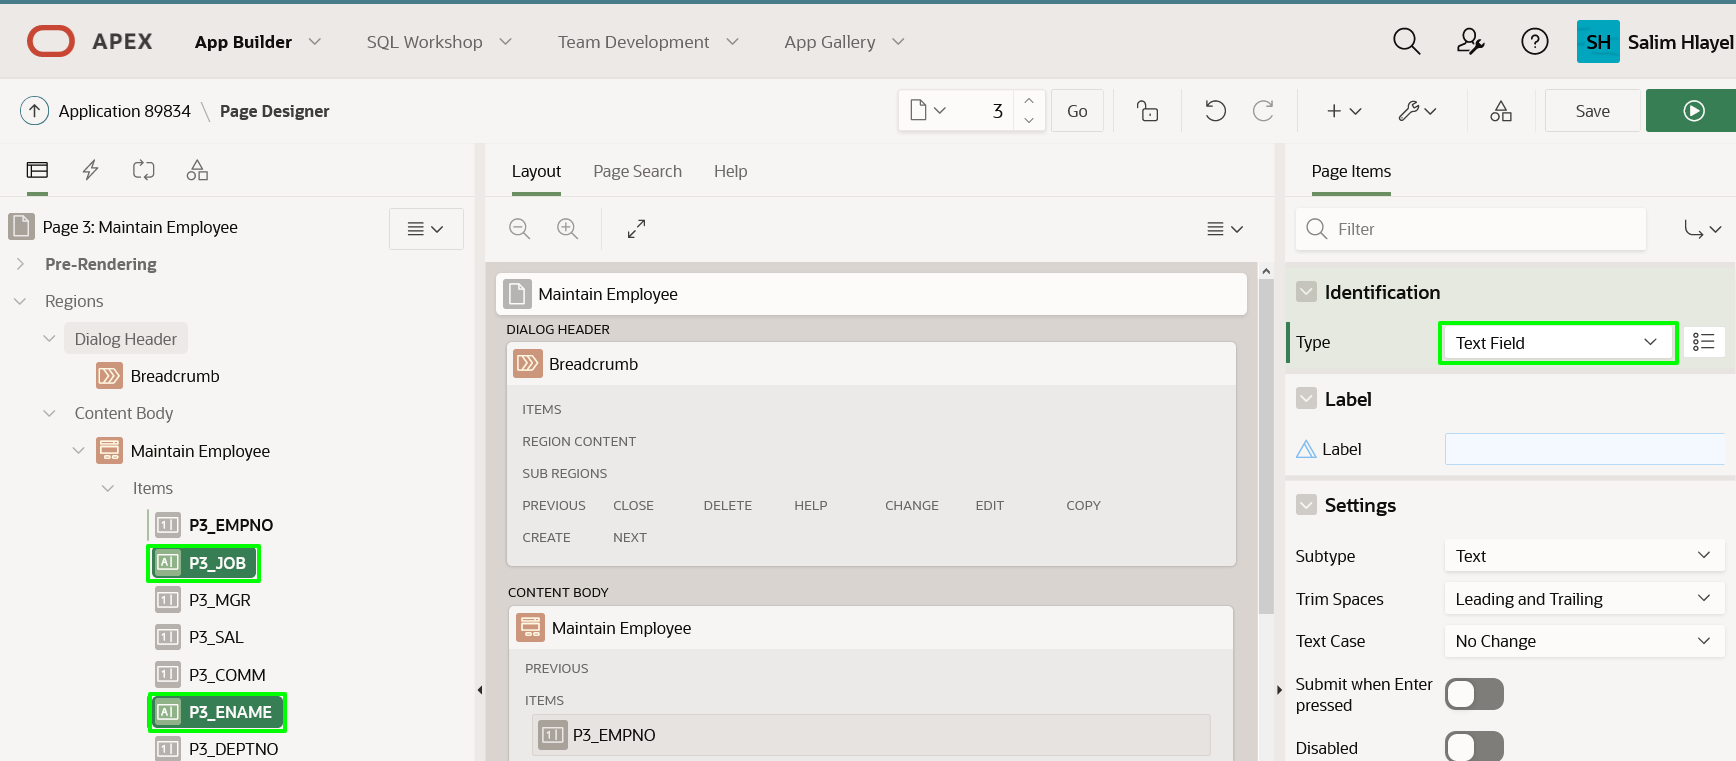 APEX App Builder SQL Workshop Team Development App Gallery SH Salim Hlayel
Application 89834 \ Page Designer 3 Go Save
Layout Page Search Help Page Items
Page 3: Maintain Employee
Pre-Rendering
Regions
Dialog Header
Breadcrumb
Content Body
Maintain Employee
Items
P3_EMPNO
P3_JOB
P3_MGR
P3_SAL
P3_COMM
P3_ENAME
P3_DEPTNO
Maintain Employee
DIALOG HEADER
Breadcrumb
ITEMS
REGION CONTENT
SUB REGIONS
PREVIOUS CLOSE DELETE HELP CHANGE EDIT COPY
CREATE NEXT
CONTENT BODY
Maintain Employee
PREVIOUS
ITEMS
P3_EMPNO
Filter
Identification
Type Text Field
Label
Label
Settings
Subtype Text
Trim Spaces Leading and Trailing
Text Case No Change
Submit when Enter
pressed
Disabled